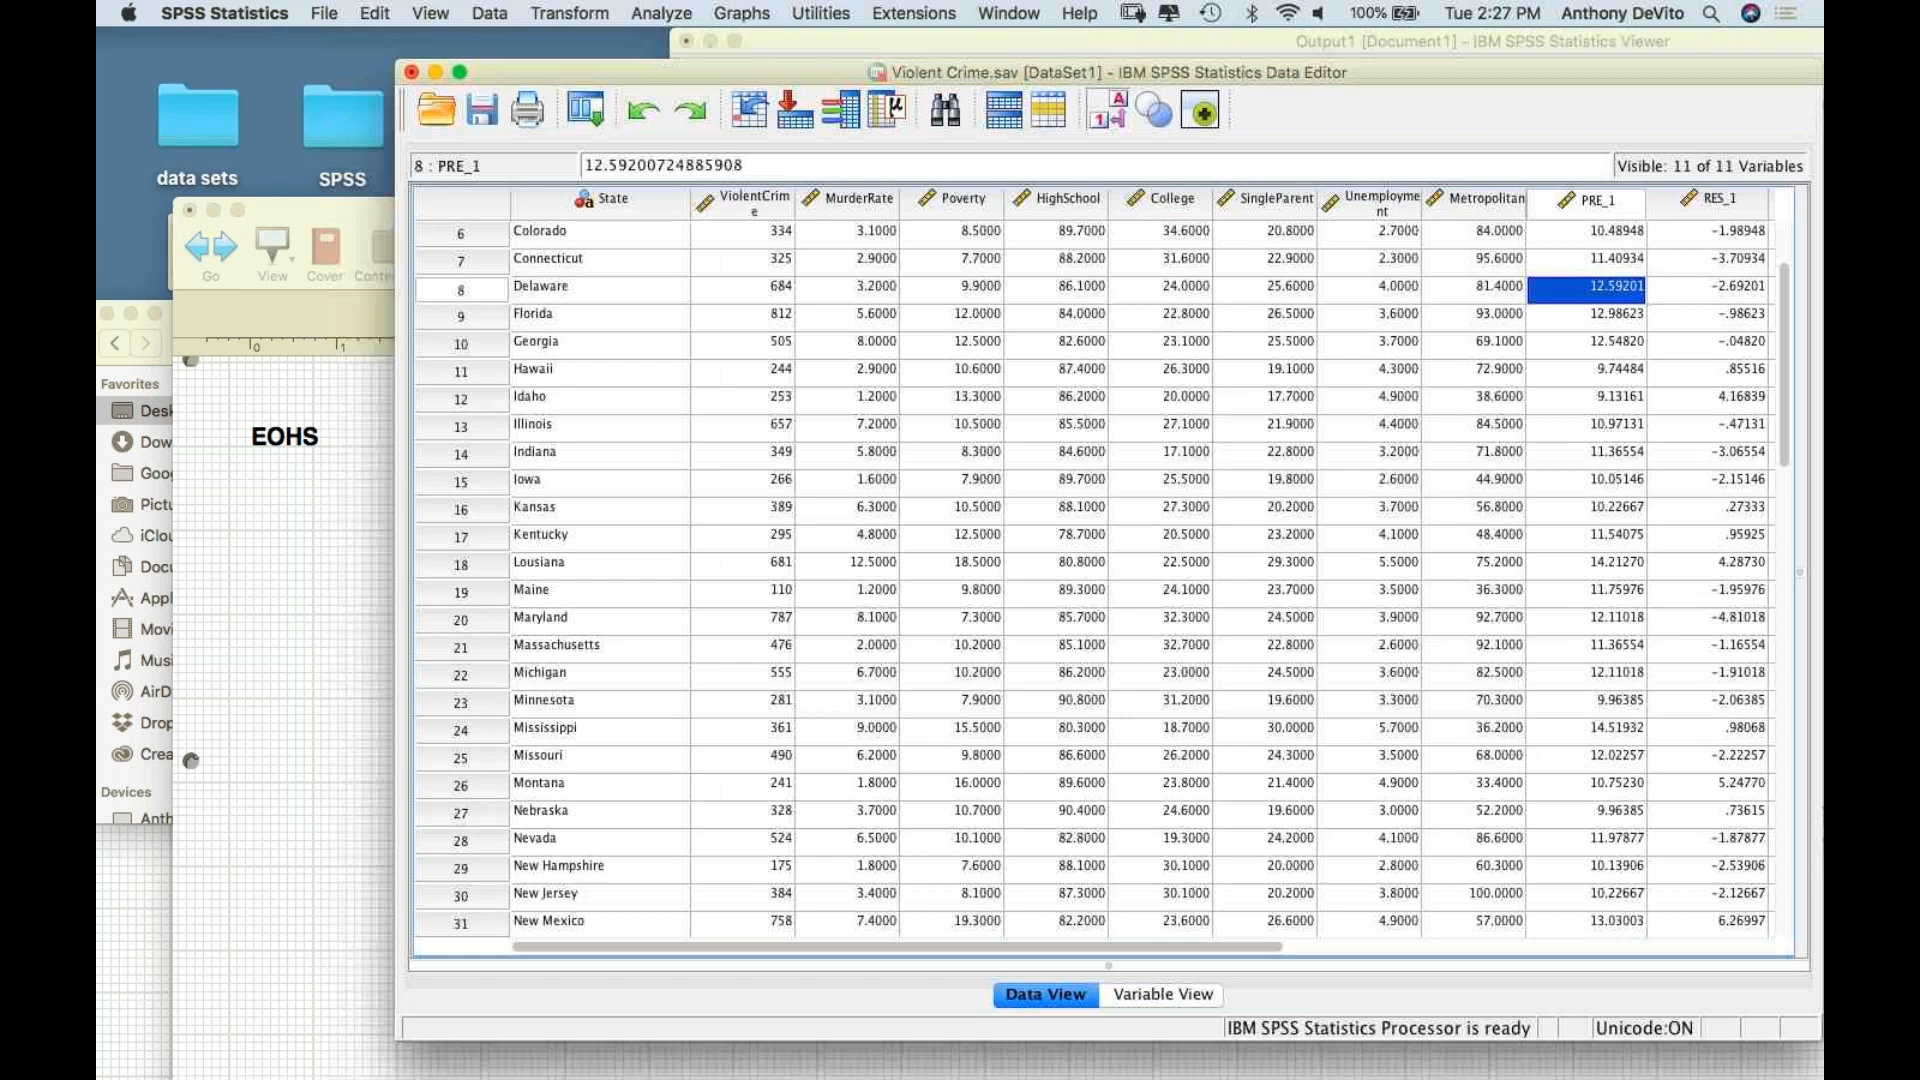 SPSS Statistics File Edit View Data Transform Analyze Graphs Utilities Extensions Window Help 100% Tue 2:27 PM Anthony DeVito
Output1 [Document1] - IBM SPSS Statistics Viewer
Violent Crime.sav [DataSet1] - IBM SPSS Statistics Data Editor
data sets SPSS
8 : PRE_1 12.59200724885908 Visible: 11 of 11 Variables
State ViolentCrim
e MurderRate Poverty HighSchool College SingleParent Unemployme
nt Metropolitan PRE_1 RES_1
6 Colorado 334 3.1000 8.5000 89.7000 34.6000 20.8000 2.7000 84.0000 10.48948 -1.98948
7 Connecticut 325 2.9000 7.7000 88.2000 31.6000 22.9000 2.3000 95.6000 11.40934 -3.70934
8 Delaware 684 3.2000 9.9000 86.1000 24.0000 25.6000 4.0000 81.4000 12.59201 -2.69201
9 Florida 812 5.6000 12.0000 84.0000 22.8000 26.5000 3.6000 93.0000 12.98623 -.98623
10 Georgia 505 8.0000 12.5000 82.6000 23.1000 25.5000 3.7000 69.1000 12.54820 -.04820
11 Hawaii 244 2.9000 10.6000 87.4000 26.3000 19.1000 4.3000 72.9000 9.74484 .85516
12 Idaho 253 1.2000 13.3000 86.2000 20.0000 17.7000 4.9000 38.6000 9.13161 4.16839
13 Illinois 657 7.2000 10.5000 85.5000 27.1000 21.9000 4.4000 84.5000 10.97131 -.47131
14 Indiana 349 5.8000 8.3000 84.6000 17.1000 22.8000 3.2000 71.8000 11.36554 -3.06554
15 Iowa 266 1.6000 7.9000 89.7000 25.5000 19.8000 2.6000 44.9000 10.05146 -2.15146
16 Kansas 389 6.3000 10.5000 88.1000 27.3000 20.2000 3.7000 56.8000 10.22667 .27333
17 Kentucky 295 4.8000 12.5000 78.7000 20.5000 23.2000 4.1000 48.4000 11.54075 .95925
18 Lousiana 681 12.5000 18.5000 80.8000 22.5000 29.3000 5.5000 75.2000 14.21270 4.28730
19 Maine 110 1.2000 9.8000 89.3000 24.1000 23.7000 3.5000 36.3000 11.75976 -1.95976
20 Maryland 787 8.1000 7.3000 85.7000 32.3000 24.5000 3.9000 92.7000 12.11018 -4.81018
21 Massachusetts 476 2.0000 10.2000 85.1000 32.7000 22.8000 2.6000 92.1000 11.36554 -1.16554
22 Michigan 555 6.7000 10.2000 86.2000 23.0000 24.5000 3.6000 82.5000 12.11018 -1.91018
23 Minnesota 281 3.1000 7.9000 90.8000 31.2000 19.6000 3.3000 70.3000 9.96385 -2.06385
24 Mississippi 361 9.0000 15.5000 80.3000 18.7000 30.0000 5.7000 36.2000 14.51932 .98068
25 Missouri 490 6.2000 9.8000 86.6000 26.2000 24.3000 3.5000 68.0000 12.02257 -2.22257
26 Montana 241 1.8000 16.0000 89.6000 23.8000 21.4000 4.9000 33.4000 10.75230 5.24770
27 Nebraska 328 3.7000 10.7000 90.4000 24.6000 19.6000 3.0000 52.2000 9.96385 .73615
28 Nevada 524 6.5000 10.1000 82.8000 19.3000 24.2000 4.1000 86.6000 11.97877 -1.87877
29 New Hampshire 175 1.8000 7.6000 88.1000 30.1000 20.0000 2.8000 60.3000 10.13906 -2.53906
30 New Jersey 384 3.4000 8.1000 87.3000 30.1000 20.2000 3.8000 100.0000 10.22667 -2.12667
31 New Mexico 758 7.4000 19.3000 82.2000 23.6000 26.6000 4.9000 57.0000 13.03003 6.26997
Go View Cover Conte
0 1
Favorites
Desk
Dow
Goog
Pictu
iClou
Docu
Appl
Movi
Musi
AirD
Drop
Crea
Devices
Anth
EOHS
Data View Variable View
IBM SPSS Statistics Processor is ready Unicode:ON